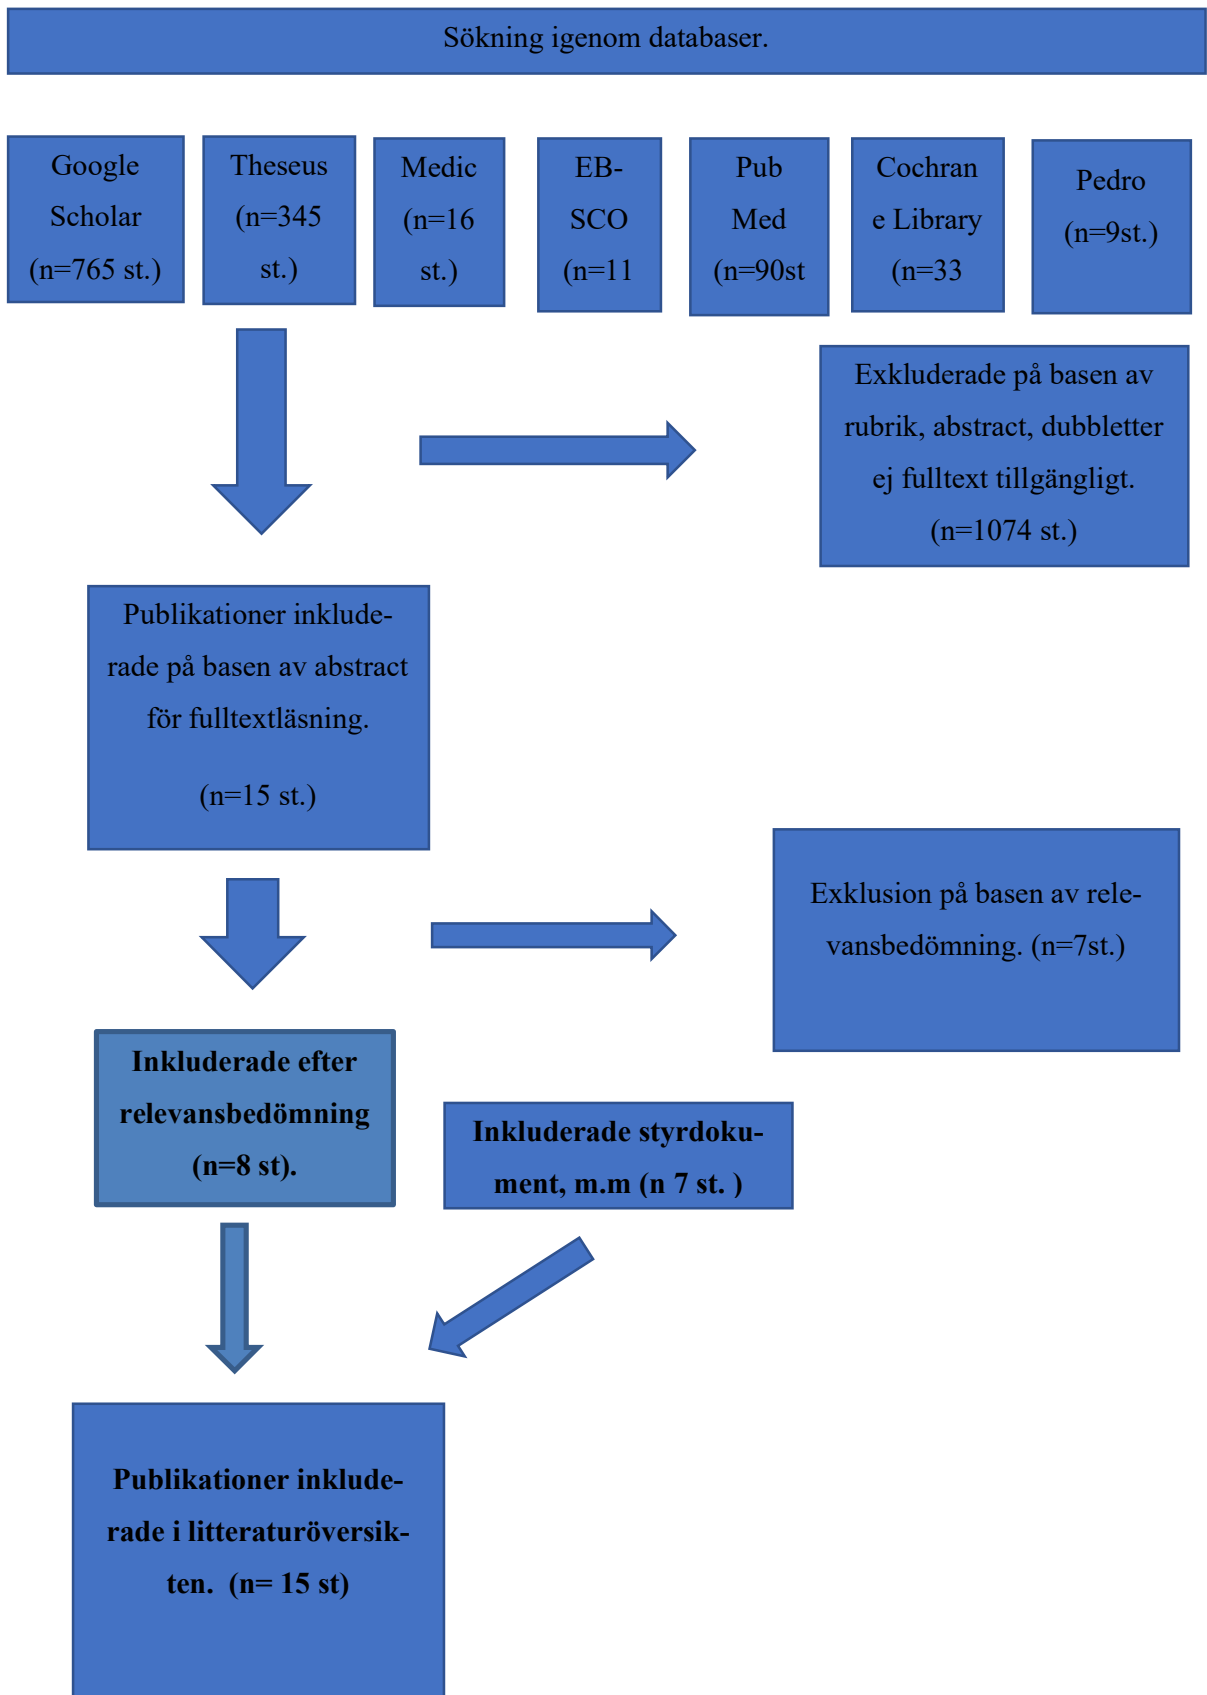 Sökning igenom databaser.
Google
Scholar
(n=765 st.)
Theseus
(n=345
st.)
Medic
(n=16
st.)
EB-
SCO
(n=11
Pub
Med
(n=90st
Cochran
e Library
(n=33
Pedro
(n=9st.)
Exkluderade på basen av
rubrik, abstract, dubbletter
ej fulltext tillgängligt.
(n=1074 st.)
Publikationer inklude-
rade på basen av abstract
för fulltextläsning.
(n=15 st.)
Exklusion på basen av rele-
vansbedömning. (n=7st.)
Inkluderade efter
relevansbedömning
(n=8 st).
Inkluderade styrdoku-
ment, m.m (n 7 st. )
Publikationer inklude-
rade i litteraturöversik-
ten.  (n= 15 st)